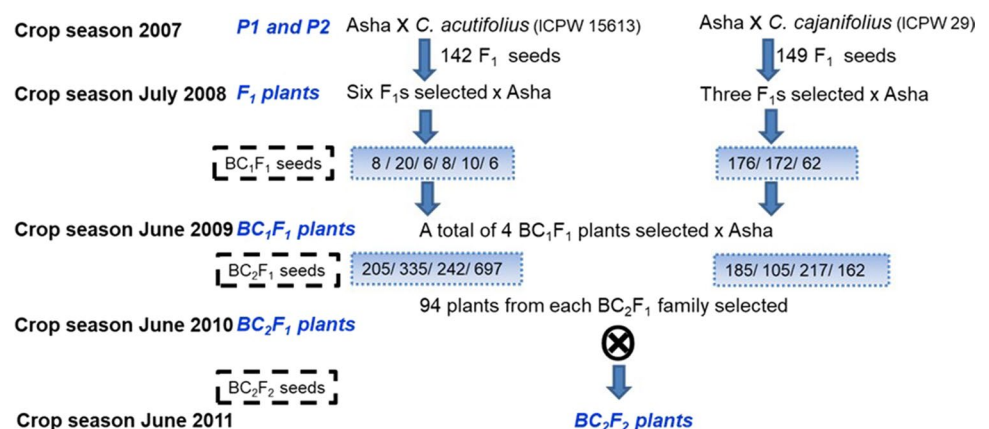 Crop season 2007 P1 and P2 Asha X C. acutifolius (ICPW 15613) Asha X C. cajanifolius (ICPW 29)
142 F₁ seeds 149 F₁ seeds
Crop season July 2008 F₁ plants Six F₁s selected x Asha Three F₁s selected x Asha
BC₁F₁ seeds 8 / 20/ 6/ 8/ 10/ 6 176/ 172/ 62
Crop season June 2009 BC₁F₁ plants A total of 4 BC₁F₁ plants selected x Asha
BC₂F₁ seeds 205/ 335/ 242/ 697 185/ 105/ 217/ 162
94 plants from each BC₂F₁ family selected
Crop season June 2010 BC₂F₁ plants
BC₂F₂ seeds
Crop season June 2011 BC₂F₂ plants